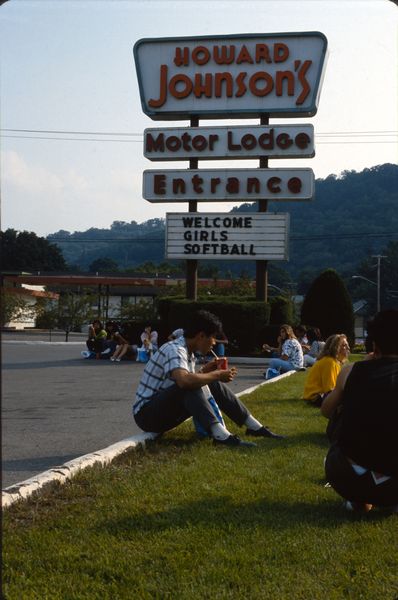 HOWARD
JOHNSON'S
Motor Lodge
Entrance
WELCOME
GIRLS
SOFTBALL